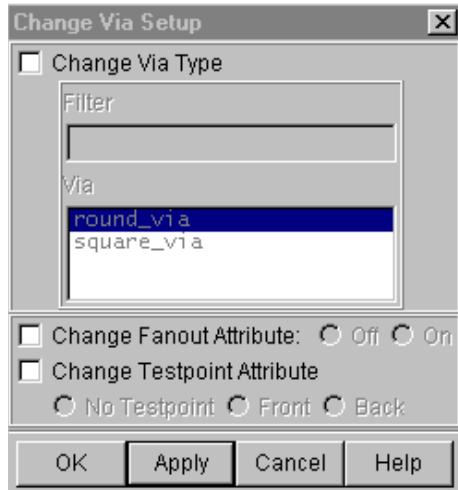 Change Via Setup
Change Via Type
Filter
Via
round_via
square_via
Change Fanout Attribute: Off On
Change Testpoint Attribute
No Testpoint Front Back
OK Apply Cancel Help